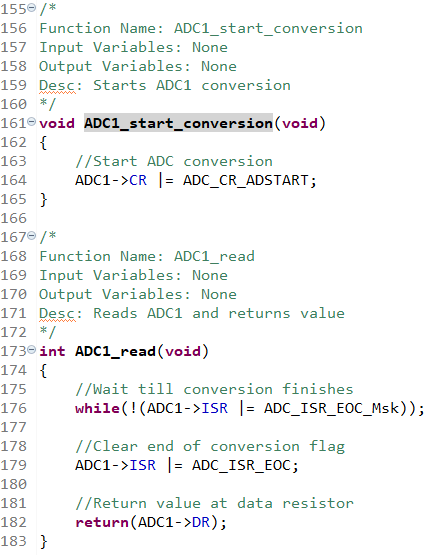 155 /*
156 Function Name: ADC1_start_conversion
157 Input Variables: None
158 Output Variables: None
159 Desc: Starts ADC1 conversion
160 */
161 void ADC1_start_conversion(void)
162 {
163     //Start ADC conversion
164     ADC1->CR |= ADC_CR_ADSTART;
165 }
166
167 /*
168 Function Name: ADC1_read
169 Input Variables: None
170 Output Variables: None
171 Desc: Reads ADC1 and returns value
172 */
173 int ADC1_read(void)
174 {
175     //Wait till conversion finishes
176     while(!(ADC1->ISR |= ADC_ISR_EOC_Msk));
177
178     //Clear end of conversion flag
179     ADC1->ISR |= ADC_ISR_EOC;
180
181     //Return value at data resistor
182     return(ADC1->DR);
183 }